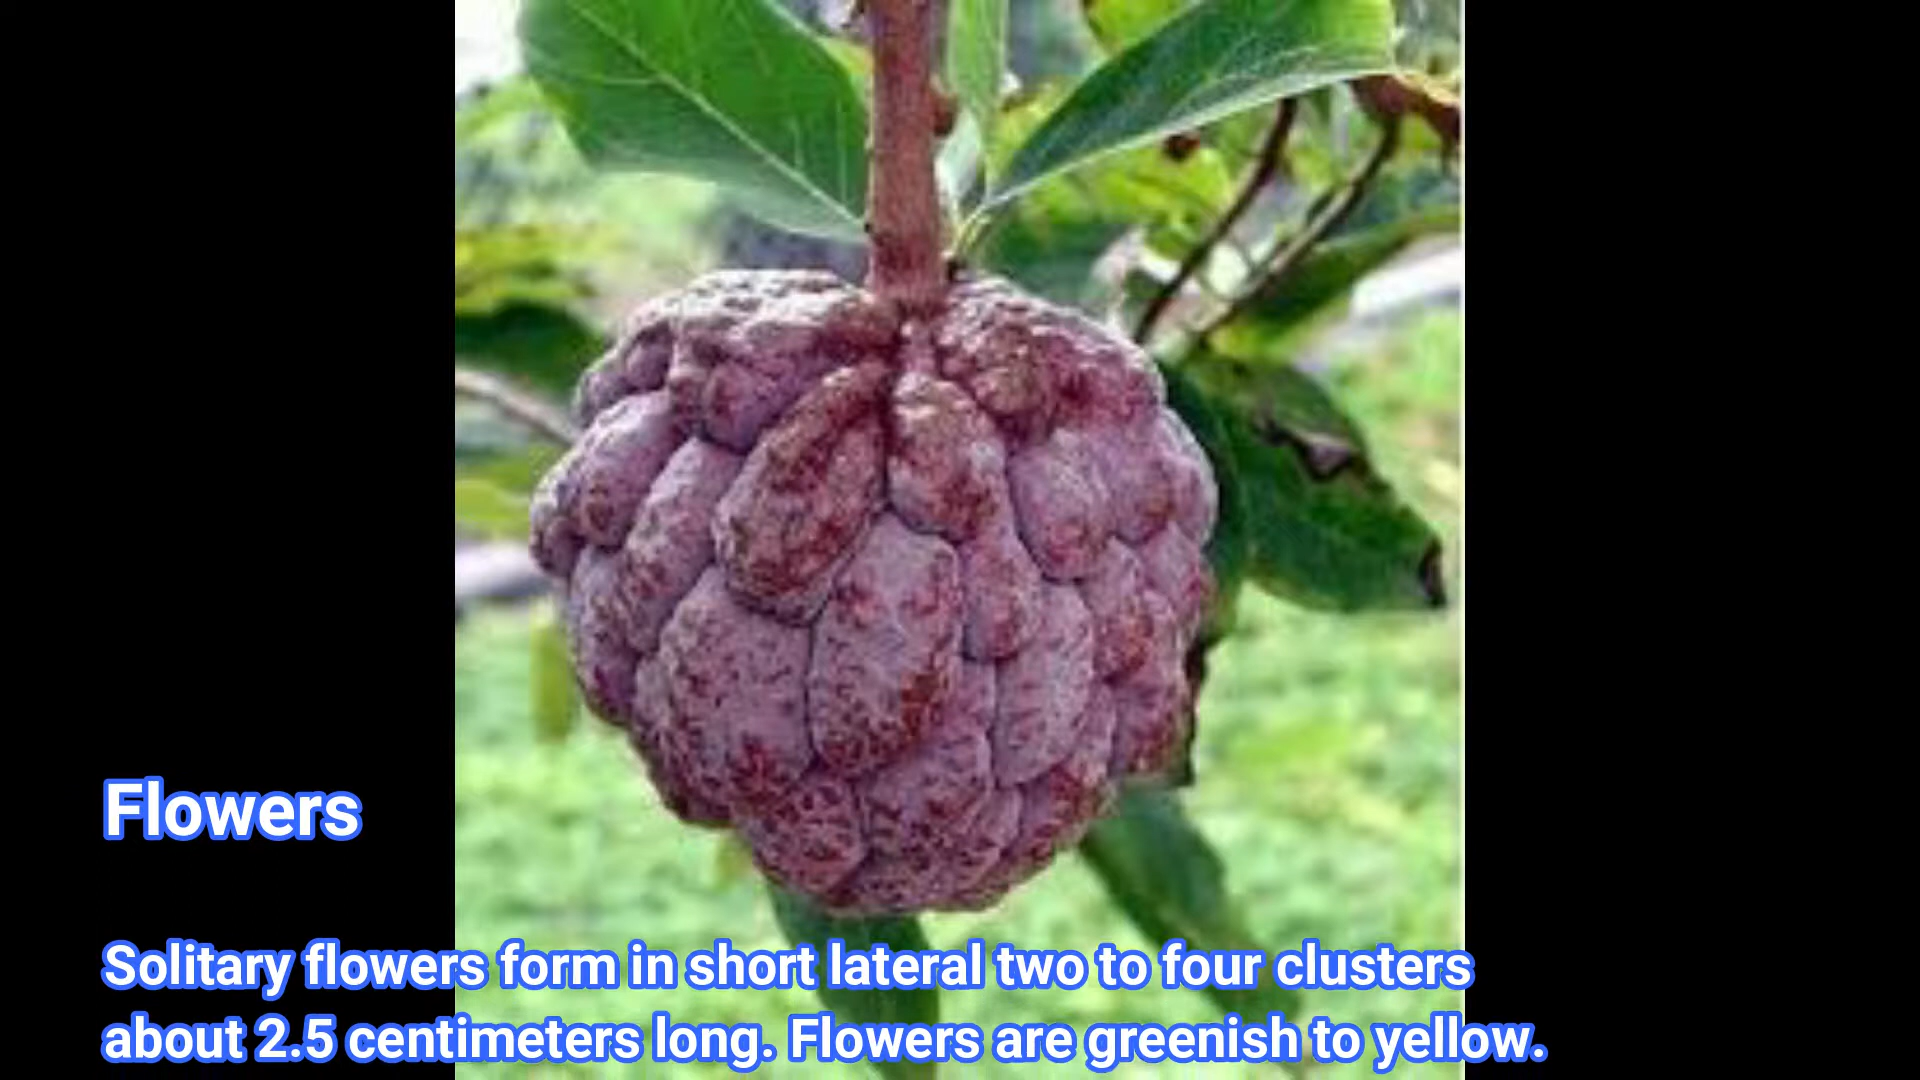 Flowers
Solitary flowers form in short lateral two to four clusters
about 2.5 centimeters long. Flowers are greenish to yellow.